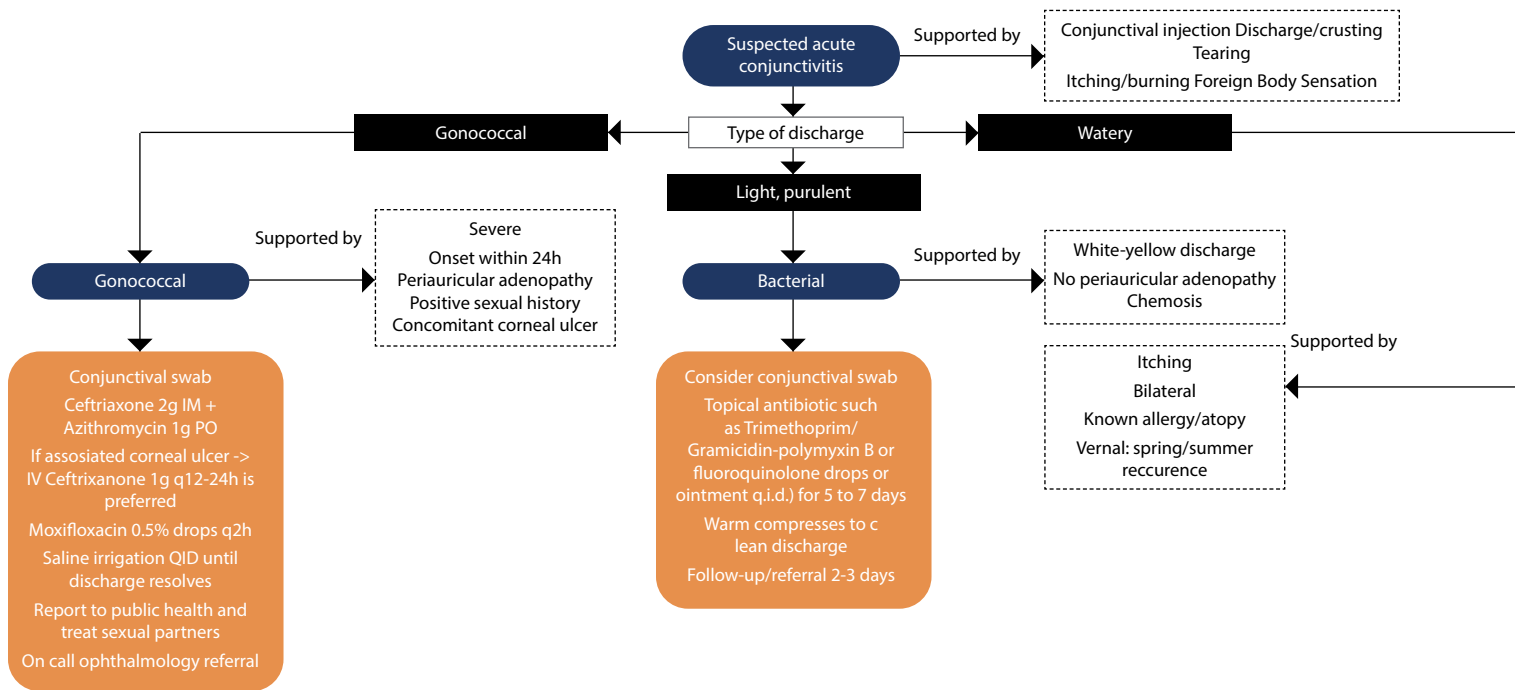 Suspected acute
conjunctivitis
Supported by
Conjunctival injection Discharge/crusting
Tearing
Itching/burning Foreign Body Sensation
Gonococcal
Type of discharge
Watery
Light, purulent
Supported by
Severe
Onset within 24h
Periauricular adenopathy
Positive sexual history
Concomitant corneal ulcer
Gonococcal
Bacterial
Supported by
White-yellow discharge
No periauricular adenopathy
Chemosis
Supported by
Itching
Bilateral
Known allergy/atopy
Vernal: spring/summer
reccurence
Conjunctival swab
Ceftriaxone 2g IM +
Azithromycin 1g PO
If assosiated corneal ulcer ->
IV Ceftrixanone 1g q12-24h is
preferred
Moxifloxacin 0.5% drops q2h
Saline irrigation QID until
discharge resolves
Report to public health and
treat sexual partners
On call ophthalmology referral
Consider conjunctival swab
Topical antibiotic such
as Trimethoprim/
Gramicidin-polymyxin B or
fluoroquinolone drops or
ointment q.i.d.) for 5 to 7 days
Warm compresses to c
lean discharge
Follow-up/referral 2-3 days